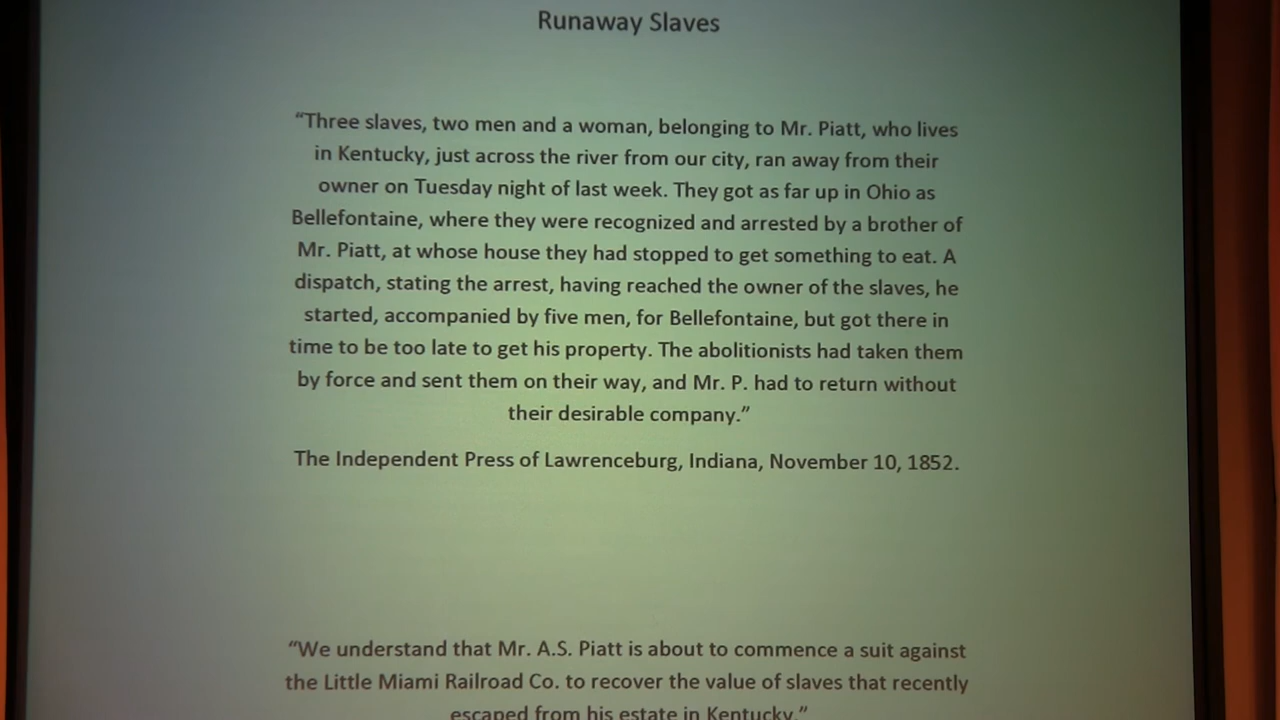 Runaway Slaves
“Three slaves, two men and a woman, belonging to Mr. Piatt, who lives
in Kentucky, just across the river from our city, ran away from their
owner on Tuesday night of last week. They got as far up in Ohio as
Bellefontaine, where they were recognized and arrested by a brother of
Mr. Piatt, at whose house they had stopped to get something to eat. A
dispatch, stating the arrest, having reached the owner of the slaves, he
started, accompanied by five men, for Bellefontaine, but got there in
time to be too late to get his property. The abolitionists had taken them
by force and sent them on their way, and Mr. P. had to return without
their desirable company.”
The Independent Press of Lawrenceburg, Indiana, November 10, 1852.
“We understand that Mr. A.S. Piatt is about to commence a suit against
the Little Miami Railroad Co. to recover the value of slaves that recently
escaped from his estate in Kentucky.”